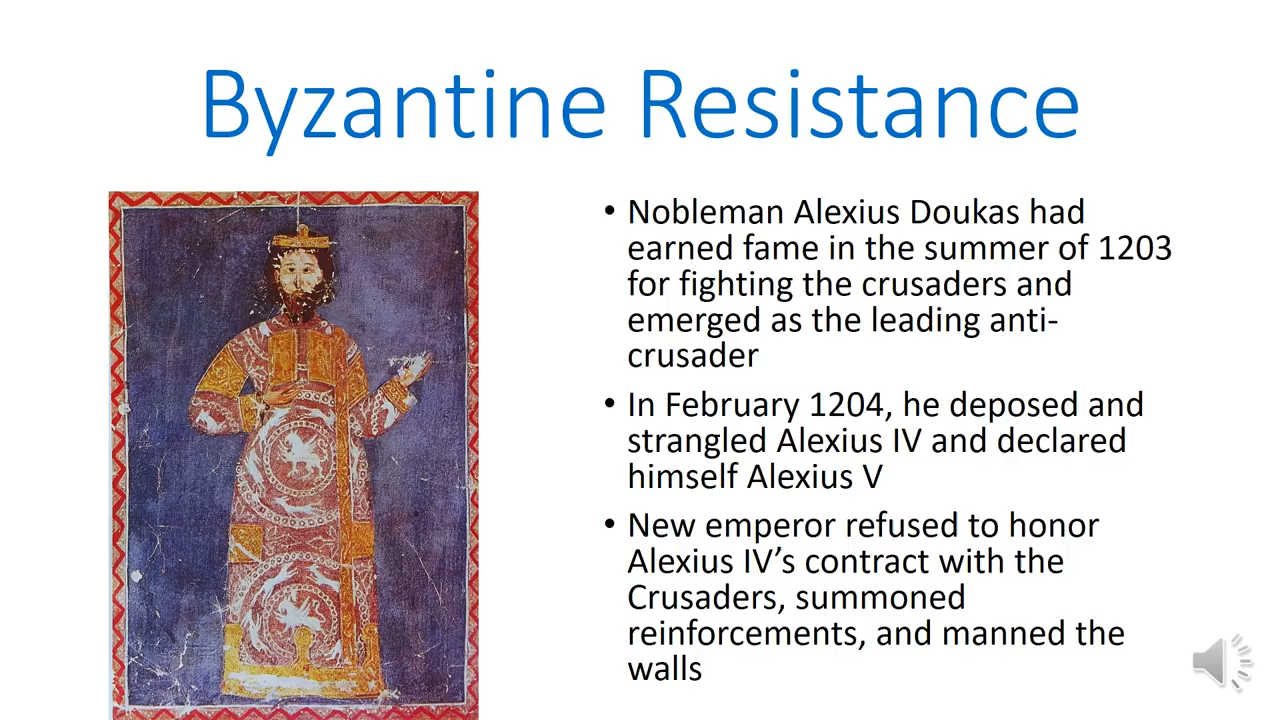 Byzantine Resistance
• Nobleman Alexius Doukas had
earned fame in the summer of 1203
for fighting the crusaders and
emerged as the leading anti-
crusader
• In February 1204, he deposed and
strangled Alexius IV and declared
himself Alexius V
• New emperor refused to honor
Alexius IV’s contract with the
Crusaders, summoned
reinforcements, and manned the
walls